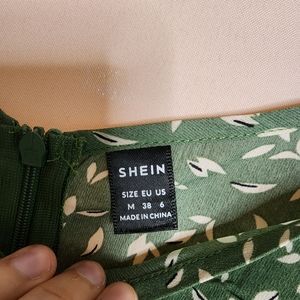 SHEIN
SIZE EU US
M 38 6
MADE IN CHINA